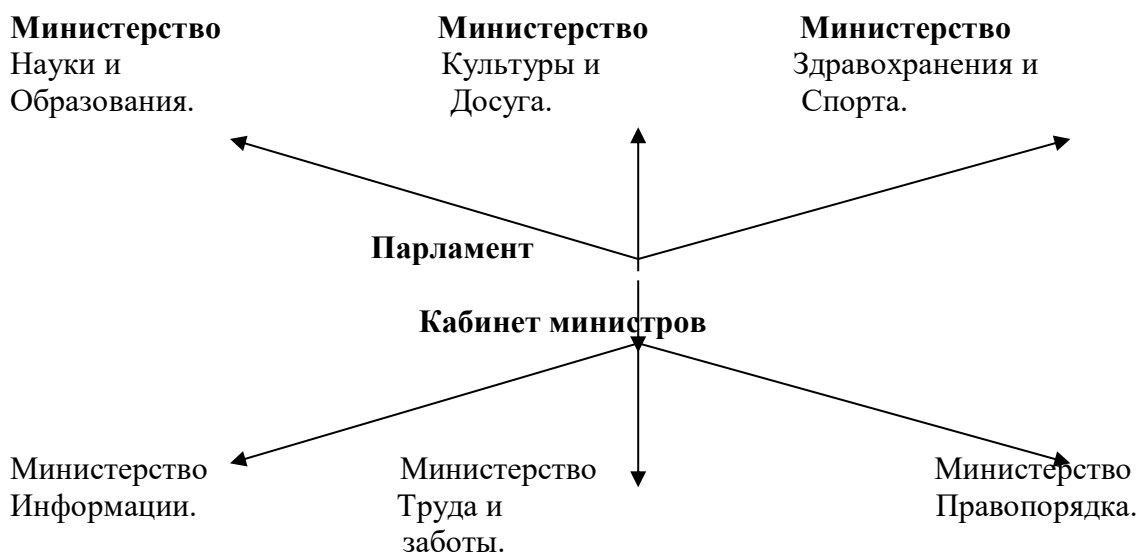 Министерство Министерство Министерство
Науки и Культуры и Здравохранения и
Образования. Досуга. Спорта.
Парламент
Кабинет министров
Министерство Министерство Министерство
Информации. Труда и Правопорядка.
заботы.